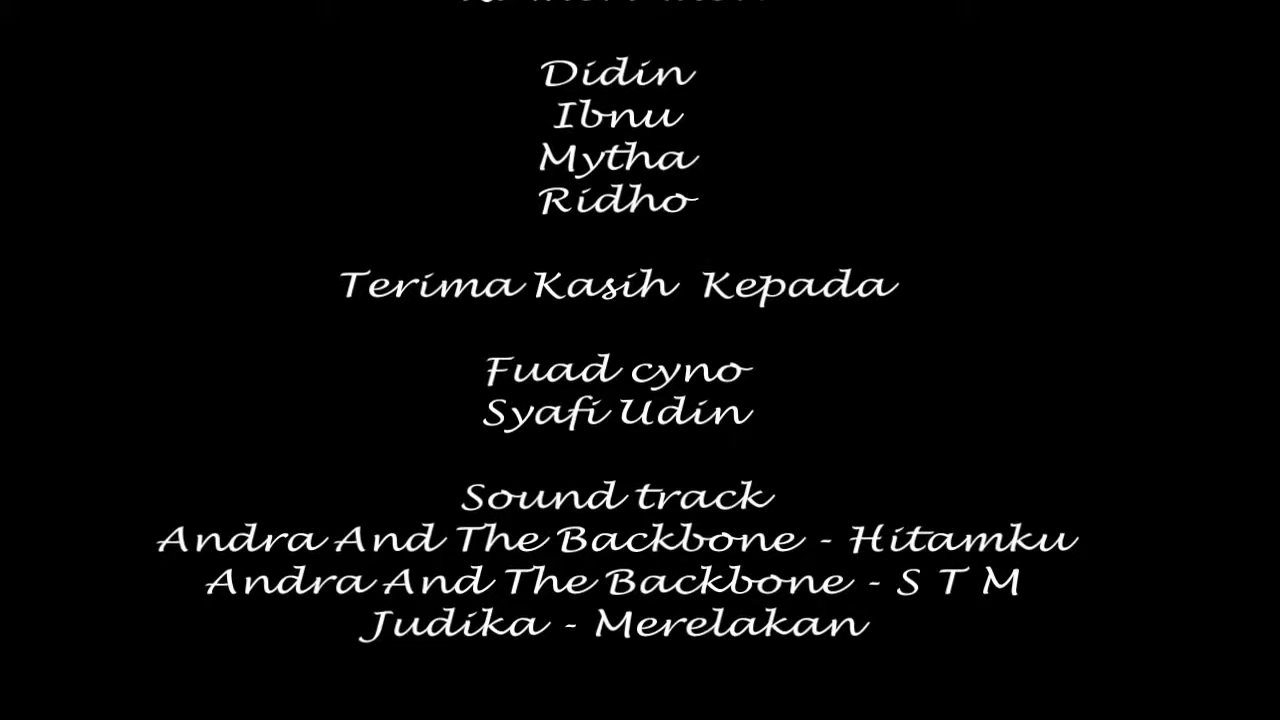 Didin
Ibnu
Mytha
Ridho
Terima Kasih Kepada
Fuad cyno
Syafi Udin
Sound track
Andra And The Backbone - Hitamku
Andra And The Backbone - S T M
Judika - Merelakan